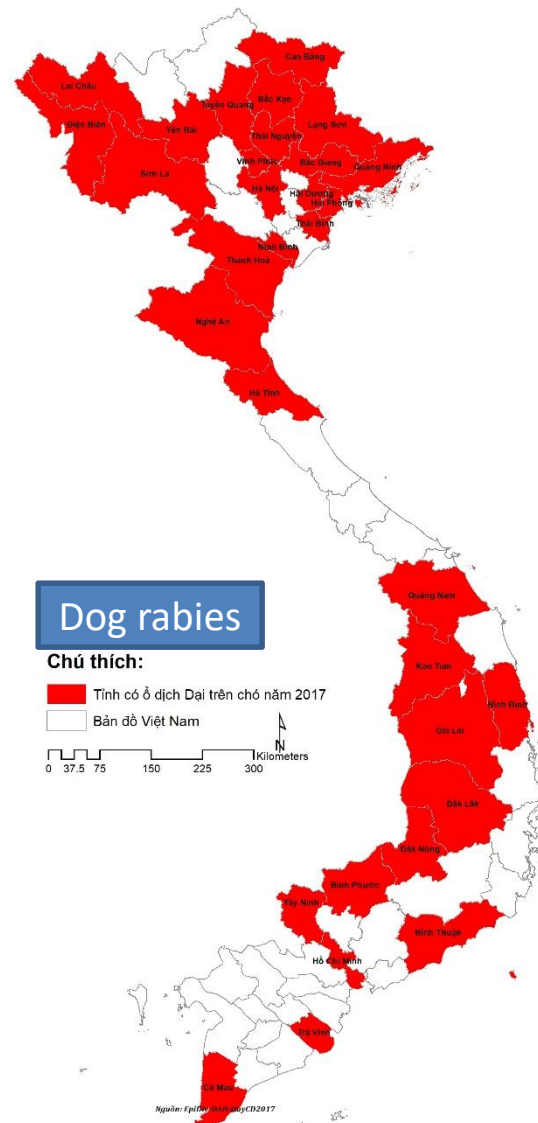 Cao Bằng
Lai Châu
Tuyên Quang
Bắc Kạn
Điện Biên
Yên Bái
Thái Nguyên
Lạng Sơn
Vĩnh Phúc
Bắc Giang
Quảng Ninh
Sơn La
Hà Nội
Hải Dương
Hải Phòng
Thái Bình
Ninh Bình
Thanh Hoá
Nghệ An
Hà Tĩnh
Quảng Nam
Dog rabies
Chú thích:
Tỉnh có ổ dịch Dại trên chó năm 2017
Bản đồ Việt Nam
N
Kilometers
0 37.5 75 150 225 300
Kon Tum
Bình Định
Gia Lai
Đắk Lắk
Đắk Nông
Bình Phước
Tây Ninh
Bình Thuận
Hồ Chí Minh
Trà Vinh
Cà Mau
Nguồn: